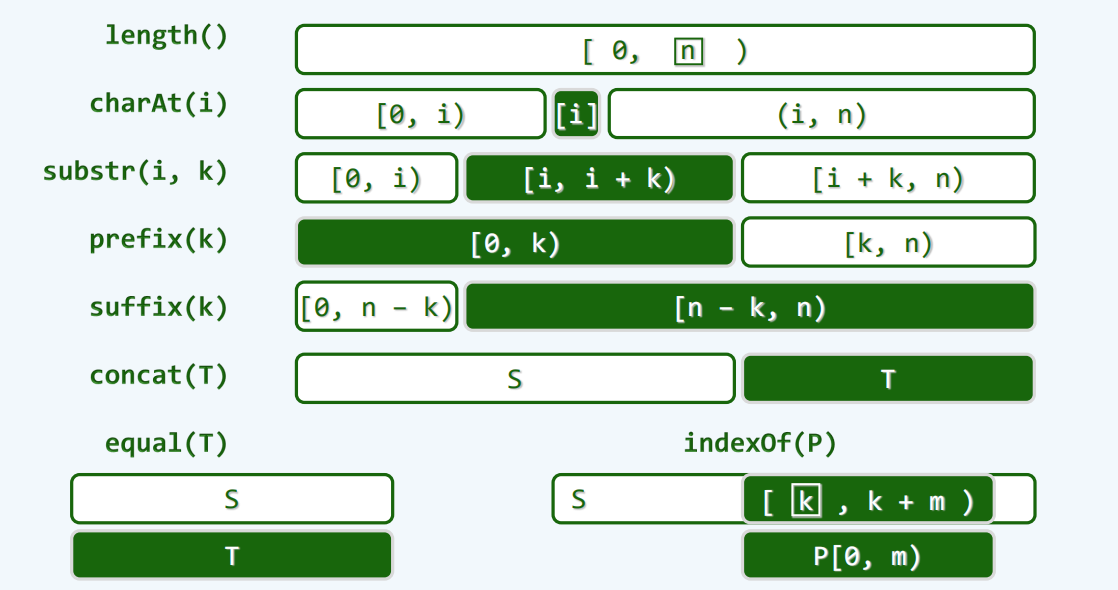 length() [ 0, n )
charAt(i) [0, i) [i] (i, n)
substr(i, k) [0, i) [i, i + k) [i + k, n)
prefix(k) [0, k) [k, n)
suffix(k) [0, n – k) [n – k, n)
concat(T) S T
equal(T) indexOf(P)
S S [ k , k + m )
T P[0, m)